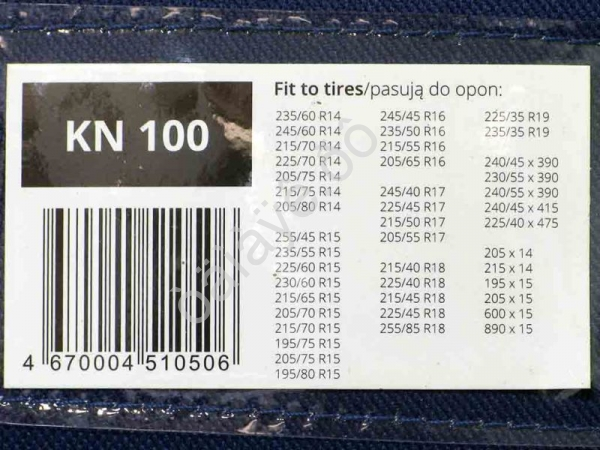 KN 100
4 670004 510506
Fit to tires/pasują do opon:
235/60 R14
245/60 R14
215/70 R14
225/70 R14
205/75 R14
215/75 R14
205/80 R14
255/45 R15
235/55 R15
225/60 R15
230/60 R15
215/65 R15
205/70 R15
215/70 R15
195/75 R15
205/75 R15
195/80 R15
245/45 R16
235/50 R16
215/55 R16
205/65 R16
245/40 R17
225/45 R17
215/50 R17
205/55 R17
215/40 R18
225/40 R18
215/45 R18
225/45 R18
255/85 R18
225/35 R19
235/35 R19
240/45 x 390
230/55 x 390
240/55 x 390
240/45 x 415
225/40 x 475
205 x 14
215 x 14
195 x 15
205 x 15
600 x 15
890 x 15